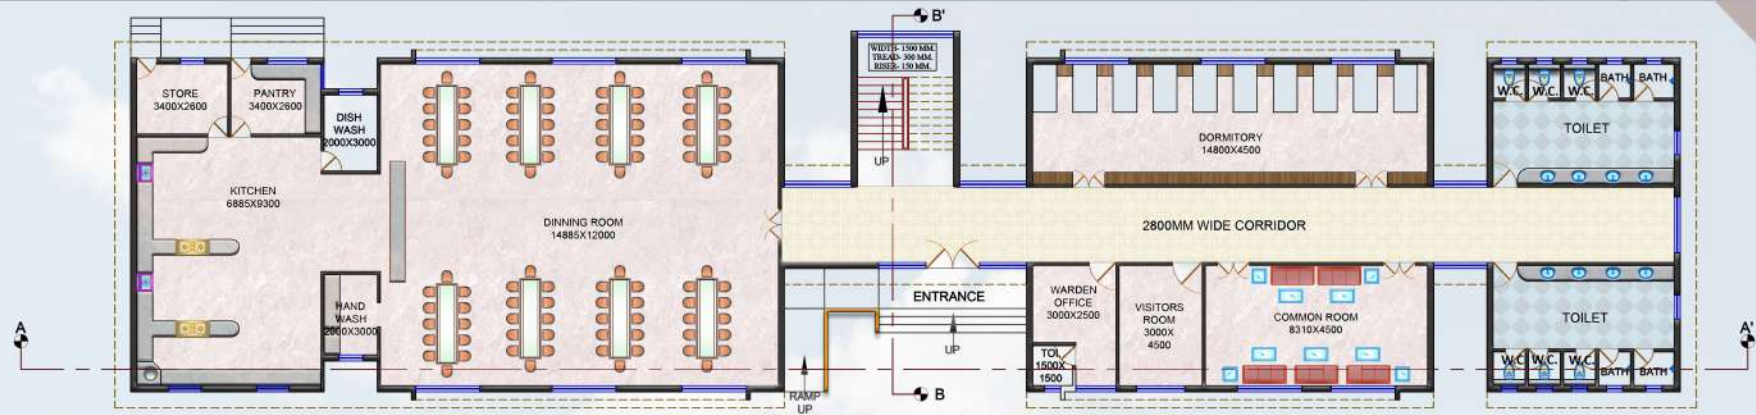 B'
WIDTH- 1500 MM.
TREAD- 300 MM.
RISER- 150 MM.
STORE
3400X2600
PANTRY
3400X2600
DISH
WASH
2000X3000
UP
DORMITORY
14800X4500
W.C.
W.C.
W.C.
BATH
BATH
TOILET
KITCHEN
6885X9300
DINNING ROOM
14885X12000
2800MM WIDE CORRIDOR
HAND
WASH
2000X3000
ENTRANCE
UP
RAMP
UP
WARDEN
OFFICE
3000X2500
TOI.
1500X
1500
VISITORS
ROOM
3000X
4500
COMMON ROOM
8310X4500
TOILET
W.C.
W.C.
W.C.
BATH
BATH
A
A'
B